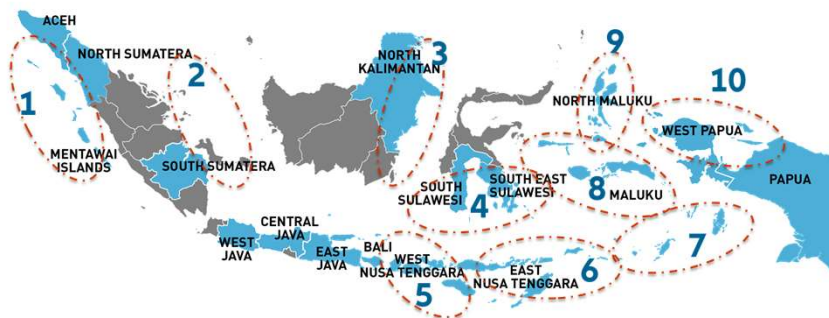 ACEH
NORTH SUMATERA
1
2
MENTAWAI
ISLANDS
SOUTH SUMATERA
3
NORTH
KALIMANTAN
9
NORTH MALUKU
10
WEST PAPUA
PAPUA
SOUTH
SULAWESI
4
SOUTH EAST
SULAWESI
8
MALUKU
7
WEST
JAVA
CENTRAL
JAVA
EAST
JAVA
BALI
WEST
NUSA TENGGARA
5
EAST
NUSA TENGGARA
6